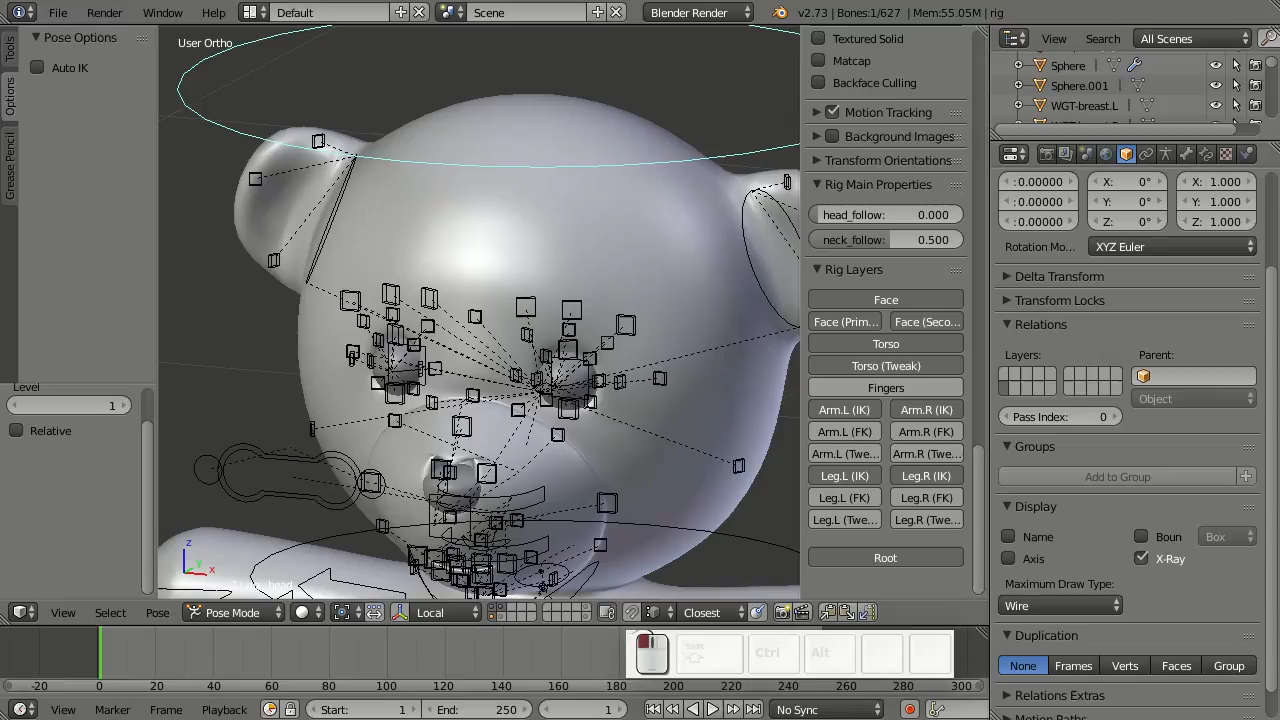 File Render Window Help Default Scene Blender Render v2.73 | Bones:1/627 | Mem:55.05M | rig
Pose Options
Auto IK
Tools
Options
Grease Pencil
Level
1
Relative
User Ortho
Textured Solid
Matcap
Backface Culling
Motion Tracking
Background Images
Transform Orientations
Rig Main Properties
head_follow: 0.000
neck_follow: 0.500
Rig Layers
Face
Face (Prim... Face (Seco...
Torso
Torso (Tweak)
Fingers
Arm.L (IK) Arm.R (IK)
Arm.L (FK) Arm.R (FK)
Arm.L (Twe... Arm.R (Twe...
Leg.L (IK) Leg.R (IK)
Leg.L (FK) Leg.R (FK)
Leg.L (Twe... Leg.R (Twe...
Root
View Search All Scenes
Sphere
Sphere.001
WGT-breast.L
:0.00000 X: 0° X: 1.000
:0.00000 Y: 0° Y: 1.000
:0.00000 Z: 0° Z: 1.000
Rotation Mo... XYZ Euler
Delta Transform
Transform Locks
Relations
Layers: Parent:
Object
Pass Index: 0
Groups
Add to Group
Display
Name Boun Box
Axis X-Ray
Maximum Draw Type:
Wire
Duplication
None Frames Verts Faces Group
Relations Extras
z
y
x
View Select Pose Pose Mode Local Closest
Shift Ctrl Alt
-20 0 20 40 60 80 100 120 140 160 180 200 220 240 260 280 300
View Marker Frame Playback Start: 1 End: 250 1 No Sync